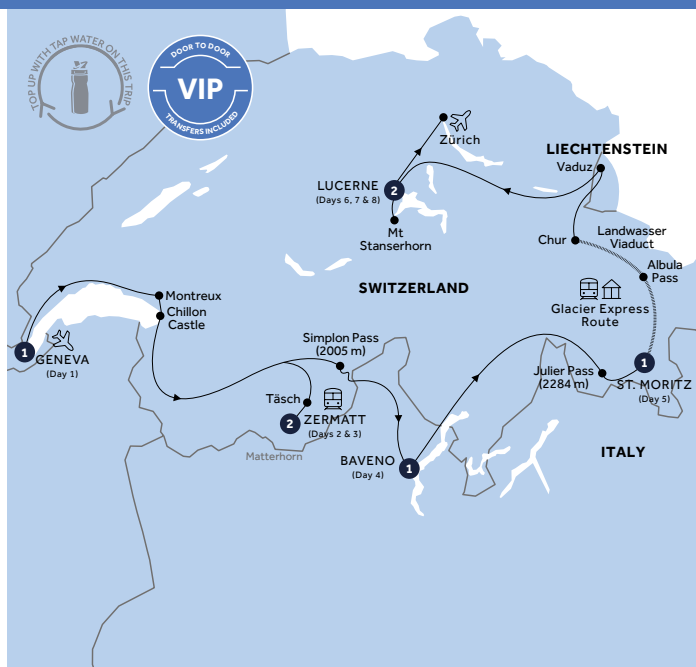 TOP UP WITH TAP WATER ON THIS TRIP
DOOR TO DOOR
VIP
TRANSFERS INCLUDED
Zürich
LIECHTENSTEIN
Vaduz
2
LUCERNE
(Days 6, 7 & 8)
Mt
Stanserhorn
Chur
Landwasser
Viaduct
Albula
Pass
SWITZERLAND
Glacier Express
Route
Montreux
Chillon
Castle
1
GENEVA
(Day 1)
Simplon Pass
(2005 m)
Julier Pass
(2284 m)
1
ST. MORITZ
(Day 5)
Täsch
2
ZERMATT
(Days 2 & 3)
Matterhorn
BAVENO
(Day 4)
1
ITALY